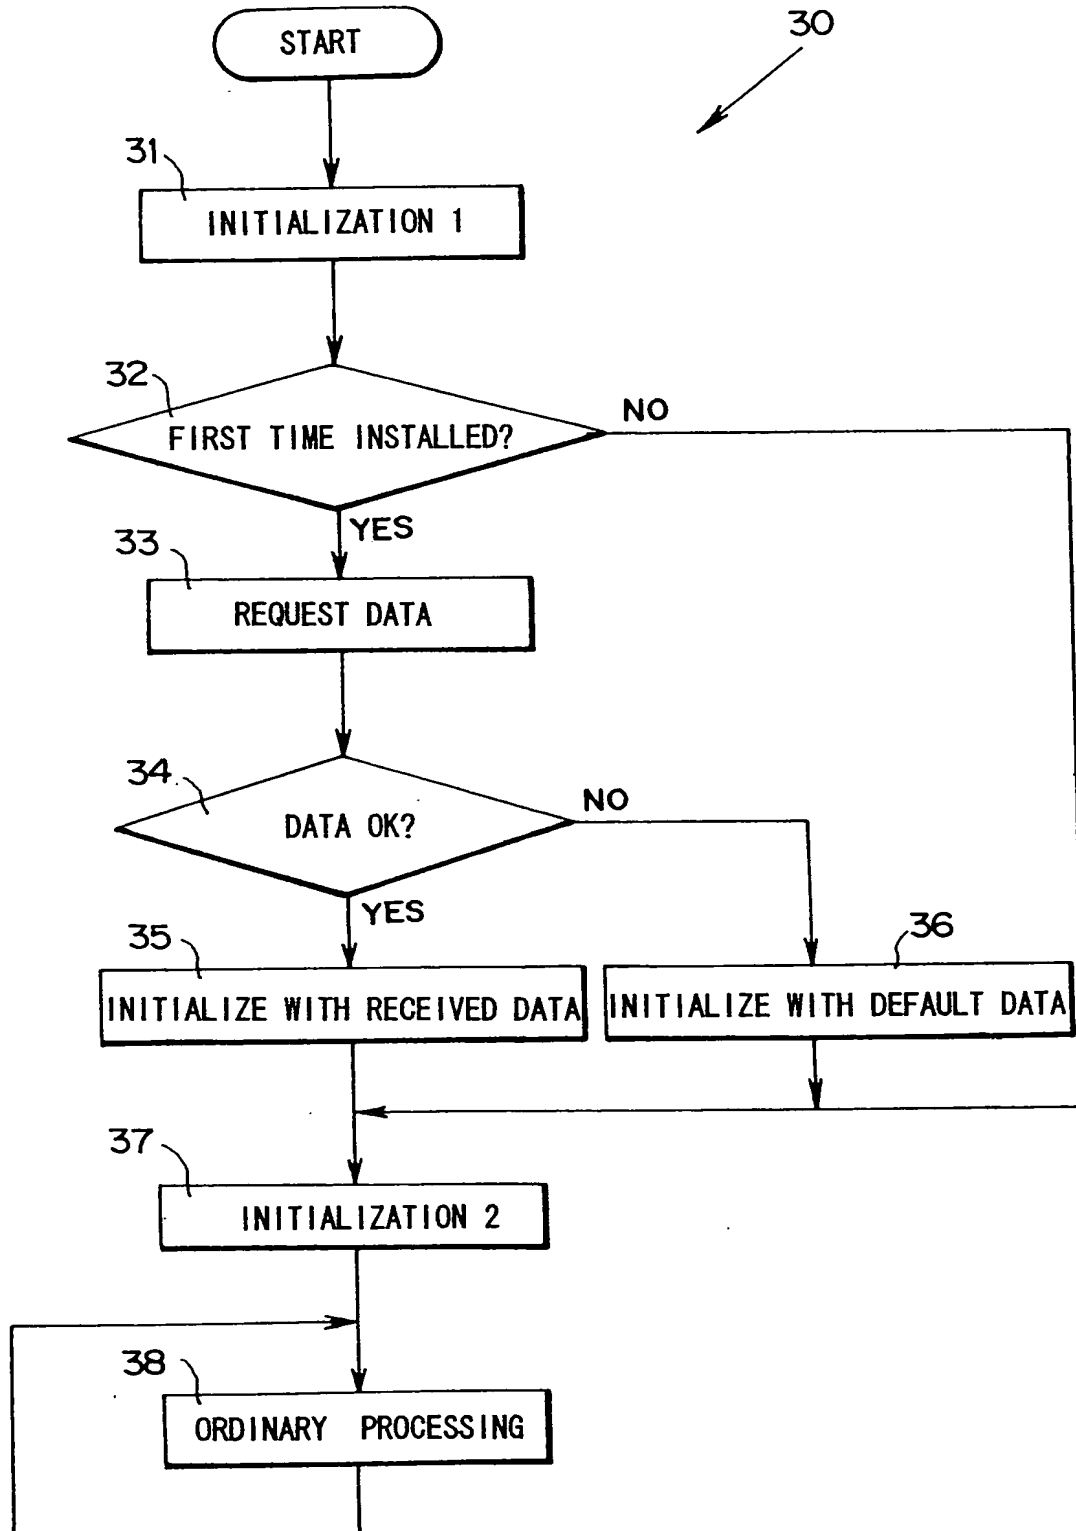 START
30
31
INITIALIZATION 1
32
FIRST TIME INSTALLED?
NO
YES
33
REQUEST DATA
34
DATA OK?
NO
YES
35
36
INITIALIZE WITH RECEIVED DATA
INITIALIZE WITH DEFAULT DATA
37
INITIALIZATION 2
38
ORDINARY PROCESSING